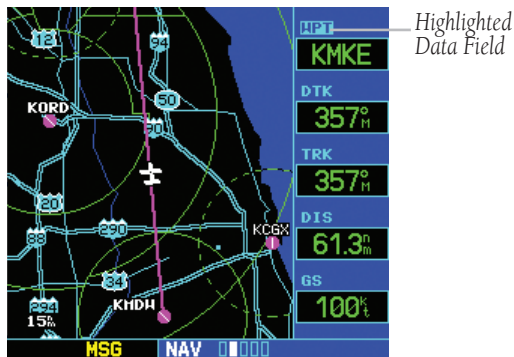 WPT
Highlighted
Data Field
KMKE
DTK
357°M
TRK
357°M
DIS
61.3nm
GS
100kt
12
94
50
KORD
90
20
290
88
KCGX
34
294
KMDW
15nm
MSG
NAV